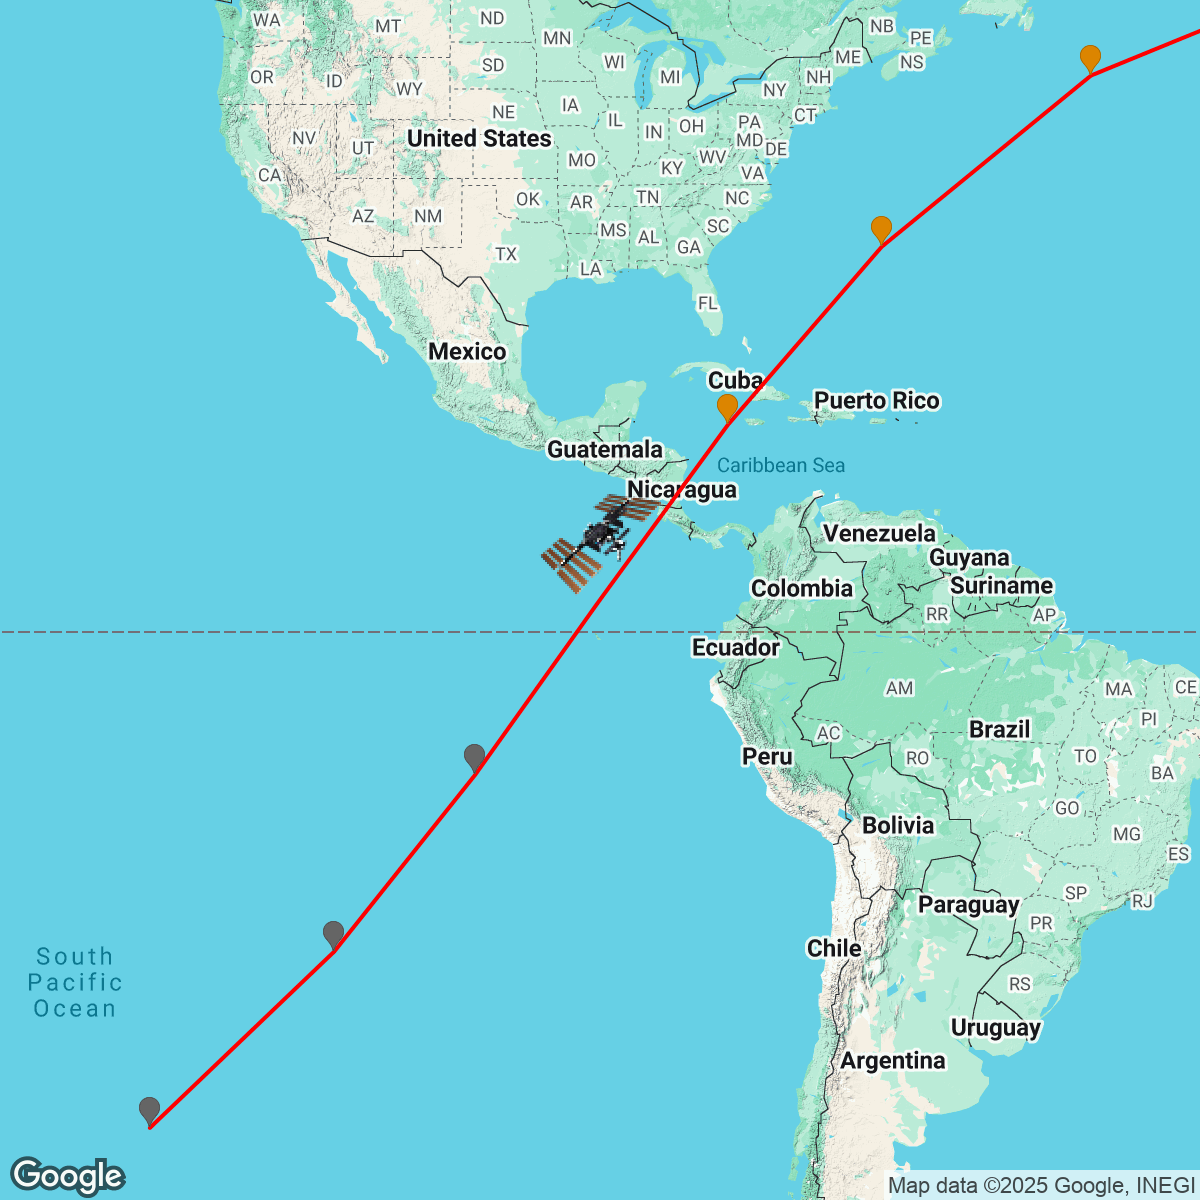 WA
MT
ND
MN
NB
PE
NS
ME
OR
ID
SD
WI
MI
NH
WY
NY
NE
IA
CT
NV
UT
United States
IL
IN
OH
PA
MD
DE
MO
KY
WV
VA
CA
AZ
NM
OK
AR
TN
NC
TX
MS
AL
GA
SC
LA
FL
Mexico
Cuba
Puerto Rico
Guatemala
Caribbean Sea
Nicaragua
Venezuela
Guyana
Colombia
Suriname
RR
AP
Ecuador
AM
MA
CE
AC
Brazil
PI
Peru
RO
TO
BA
Bolivia
GO
MG
ES
Paraguay
SP
RJ
PR
Chile
South
Pacific
Ocean
RS
Uruguay
Argentina
Google
Map data ©2025 Google, INEGI